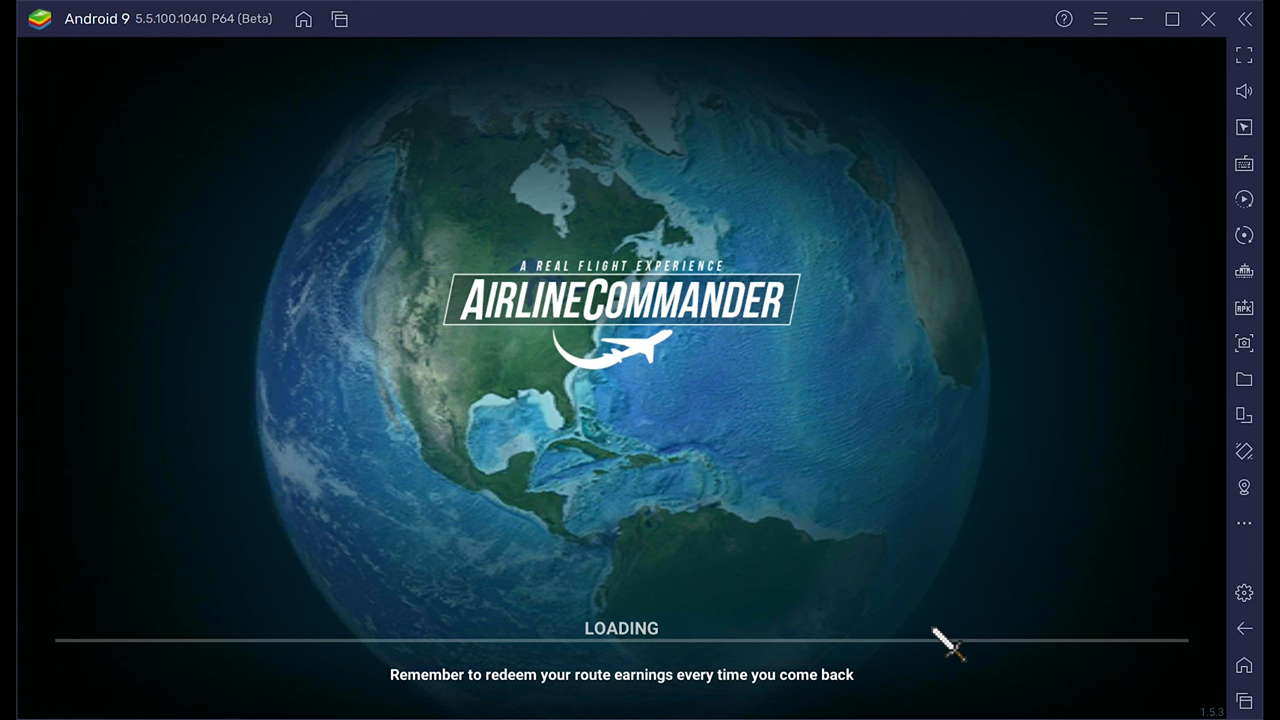 Android 9 5.5.100.1040 P64 (Beta)
A REAL FLIGHT EXPERIENCE
AIRLINECOMMANDER
LOADING
Remember to redeem your route earnings every time you come back
1.5.3